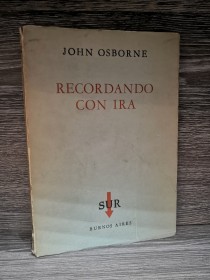 JOHN OSBORNE
RECORDANDO
CON IRA
SUR
BUENOS AIRES